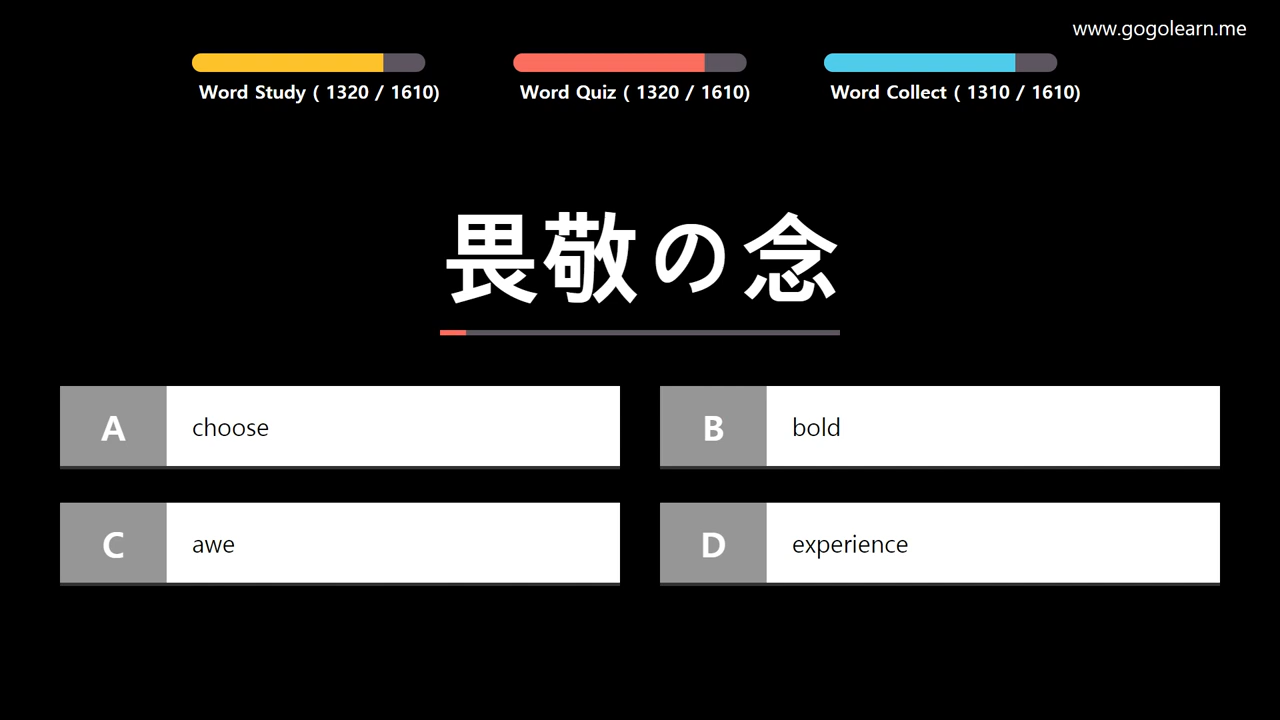 www.gogolearn.me
Word Study ( 1320 / 1610)
Word Quiz ( 1320 / 1610)
Word Collect ( 1310 / 1610)
畏敬の念
A choose
B bold
C awe
D experience